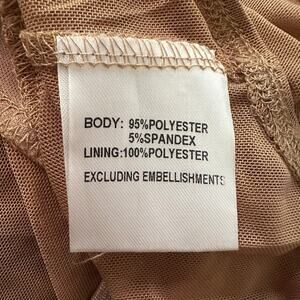 BODY: 95%POLYESTER
5%SPANDEX
LINING:100%POLYESTER
EXCLUDING EMBELLISHMENTS